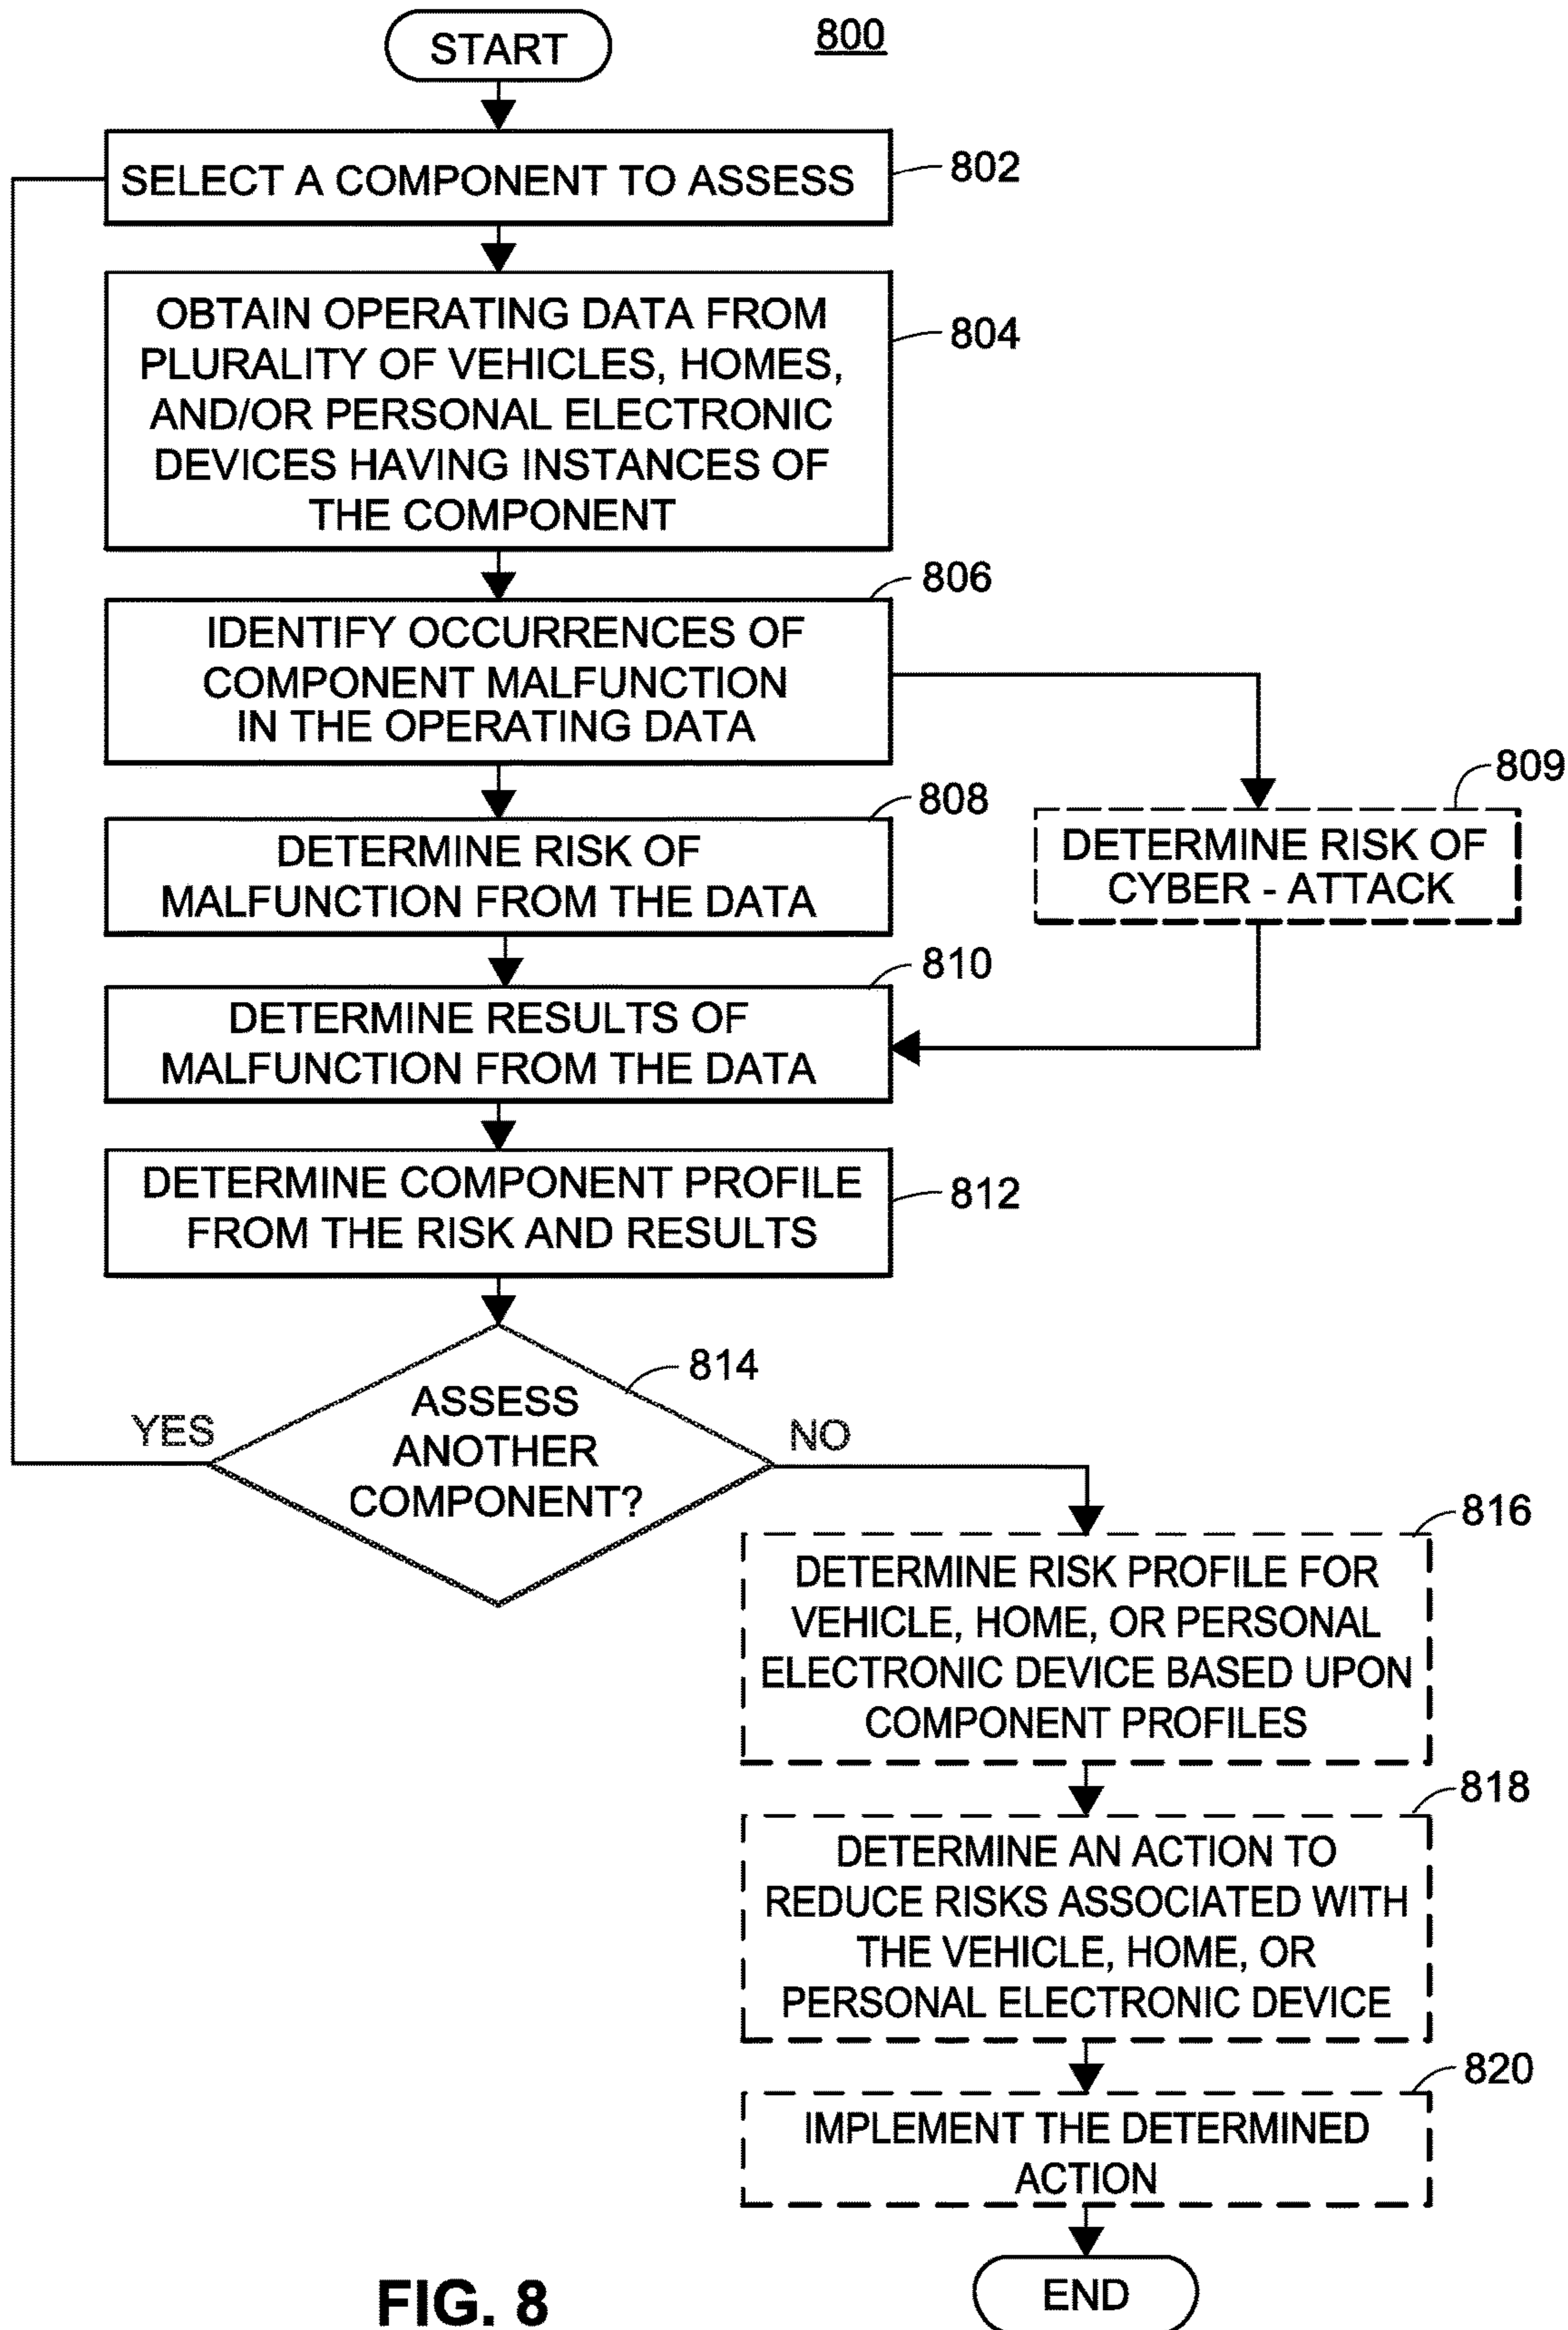 START
800
SELECT A COMPONENT TO ASSESS
802
OBTAIN OPERATING DATA FROM
PLURALITY OF VEHICLES, HOMES,
AND/OR PERSONAL ELECTRONIC
DEVICES HAVING INSTANCES OF
THE COMPONENT
804
IDENTIFY OCCURRENCES OF
COMPONENT MALFUNCTION
IN THE OPERATING DATA
806
DETERMINE RISK OF
MALFUNCTION FROM THE DATA
808
DETERMINE RISK OF
CYBER - ATTACK
809
DETERMINE RESULTS OF
MALFUNCTION FROM THE DATA
810
DETERMINE COMPONENT PROFILE
FROM THE RISK AND RESULTS
812
ASSESS
ANOTHER
COMPONENT?
814
YES
NO
DETERMINE RISK PROFILE FOR
VEHICLE, HOME, OR PERSONAL
ELECTRONIC DEVICE BASED UPON
COMPONENT PROFILES
816
DETERMINE AN ACTION TO
REDUCE RISKS ASSOCIATED WITH
THE VEHICLE, HOME, OR
PERSONAL ELECTRONIC DEVICE
818
IMPLEMENT THE DETERMINED
ACTION
820
END
FIG. 8